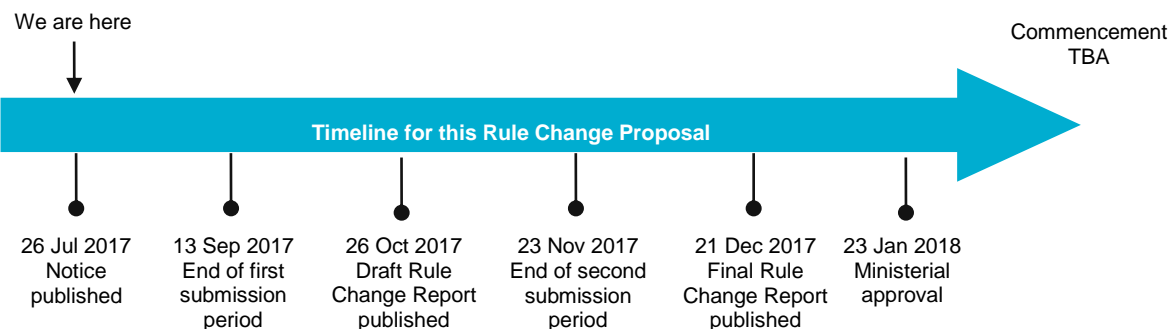 We are here
Commencement
TBA
Timeline for this Rule Change Proposal
26 Jul 2017
Notice
published
13 Sep 2017
End of first
submission
period
26 Oct 2017
Draft Rule
Change Report
published
23 Nov 2017
End of second
submission
period
21 Dec 2017
Final Rule
Change Report
published
23 Jan 2018
Ministerial
approval